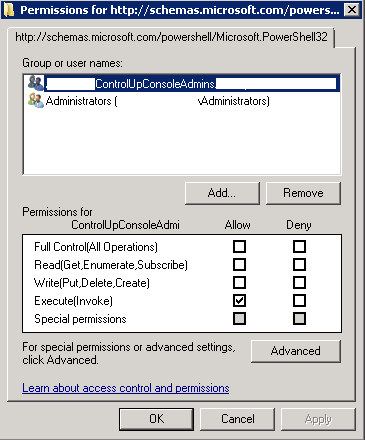 Permissions for http://schemas.microsoft.com/powers...
http://schemas.microsoft.com/powershell/Microsoft.PowerShell32
Group or user names:
ControlUpConsoleAdmins
Administrators ( \Administrators)
Add... Remove
Permissions for
ControlUpConsoleAdmi Allow Deny
Full Control(All Operations)
Read(Get,Enumerate,Subscribe)
Write(Put,Delete,Create)
Execute(Invoke)
Special permissions
For special permissions or advanced settings,
click Advanced. Advanced
Learn about access control and permissions
OK Cancel Apply